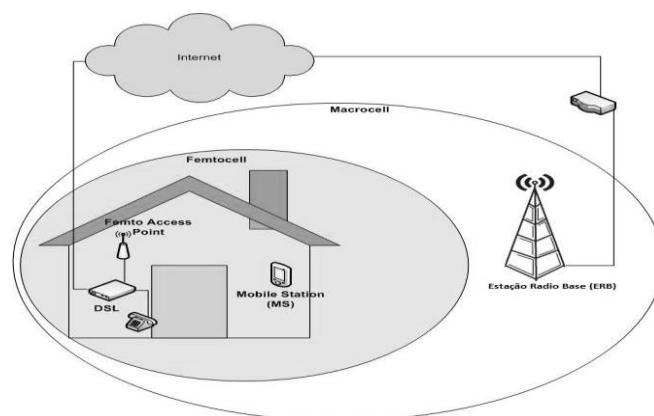 Internet
Macrocell
Femtocell
Femto Access
Point
DSL
Mobile Station
(MS)
Estação Radio Base (ERB)